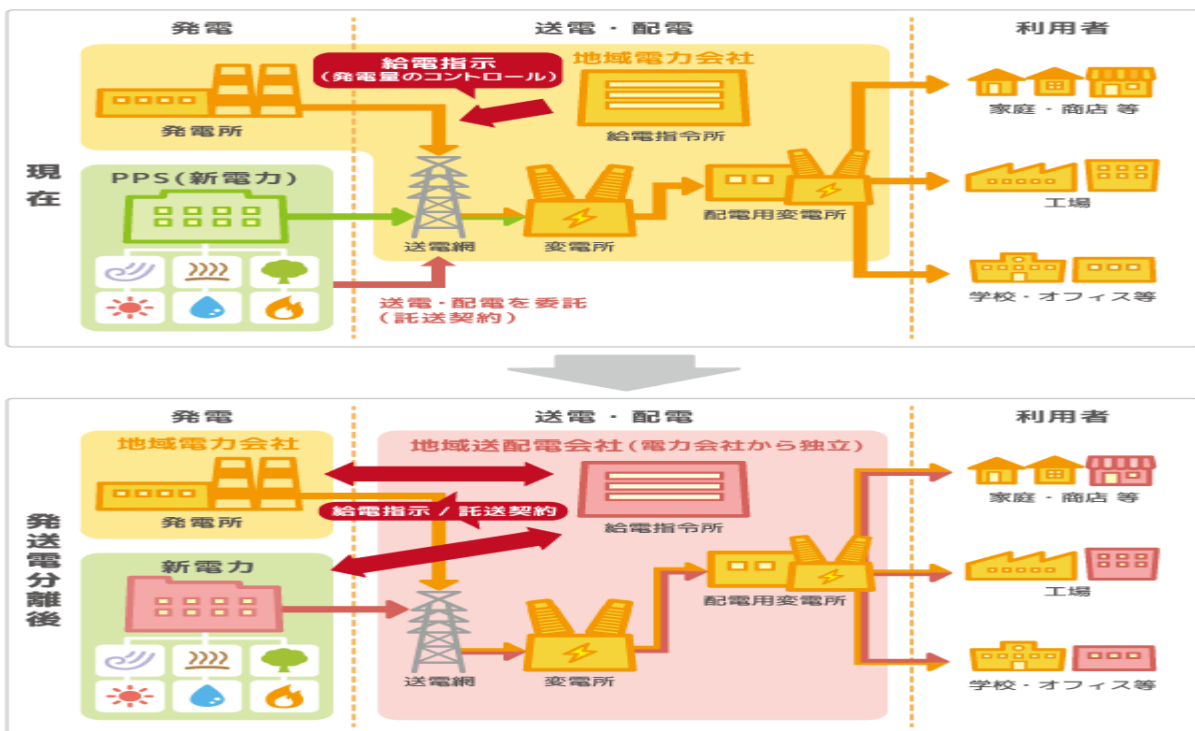 発電
送電・配電
利用者
現在
給電指示
(発電量のコントロール)
地域電力会社
発電所
給電指令所
家庭・商店 等
PPS(新電力)
送電網
変電所
配電用変電所
工場
送電・配電を委託
(託送契約)
学校・オフィス等
発電
送電・配電
利用者
発送電分離後
地域電力会社
地域送配電会社(電力会社から独立)
発電所
給電指示 / 託送契約
給電指令所
家庭・商店 等
新電力
送電網
変電所
配電用変電所
工場
学校・オフィス等